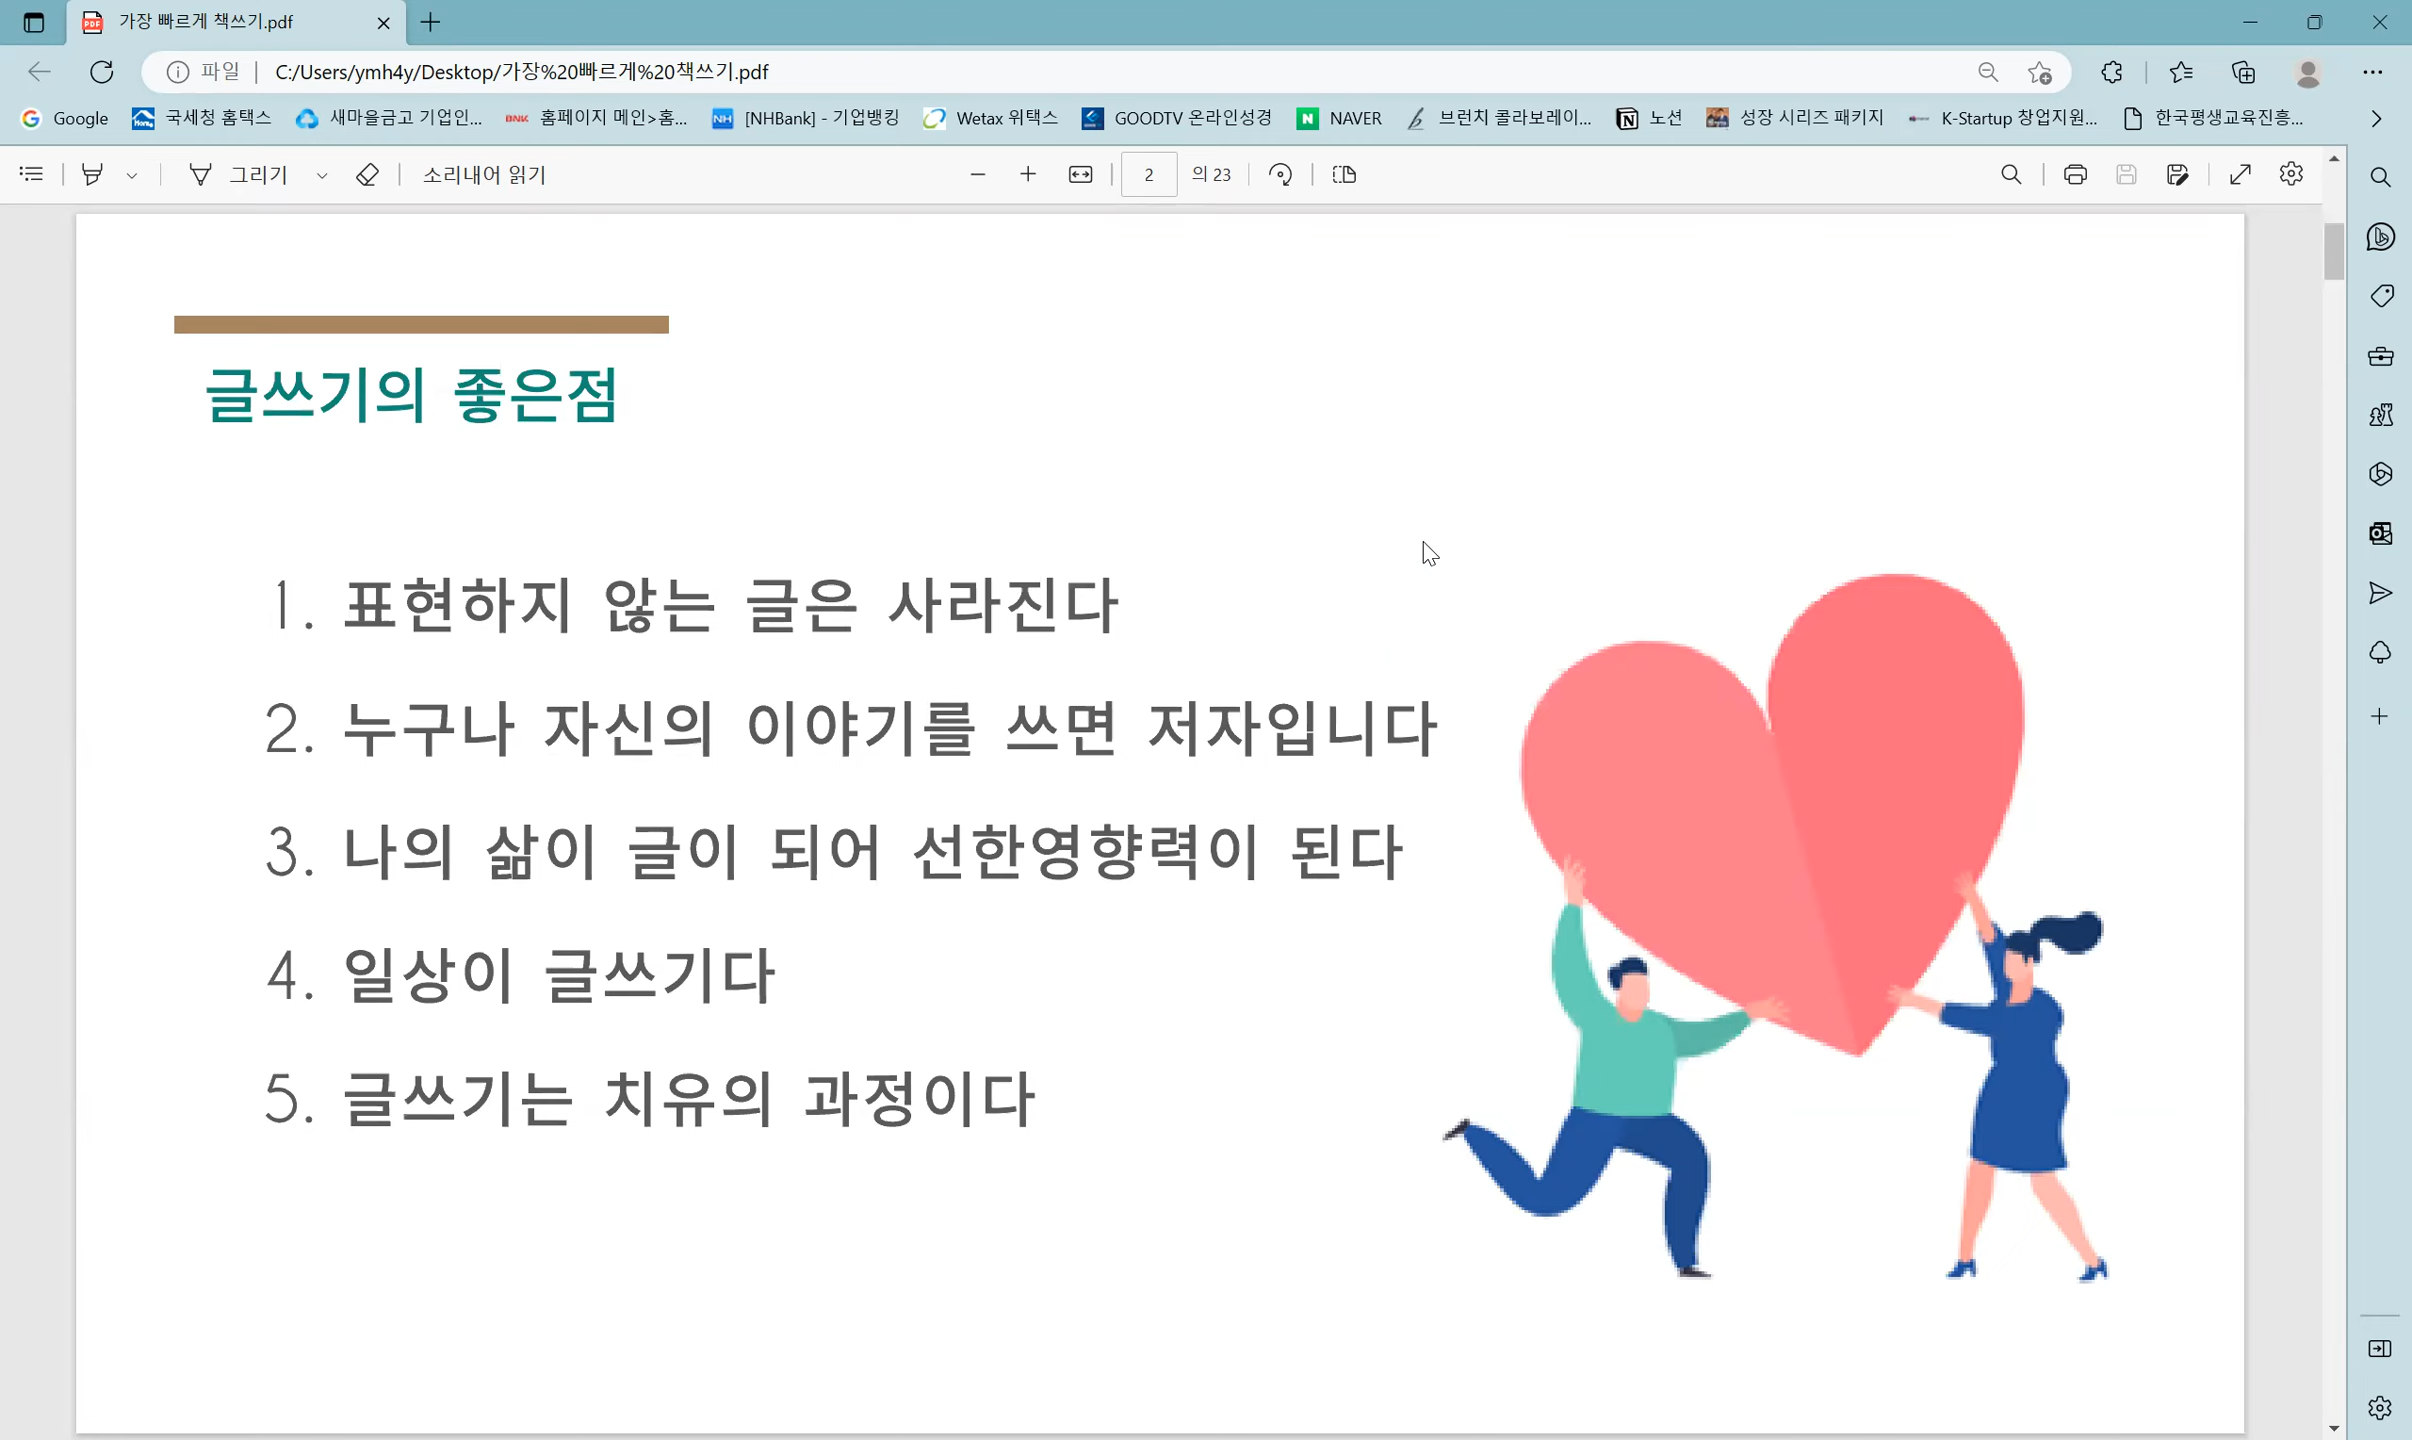 가장 빠르게 책쓰기.pdf
파일 C:/Users/ymh4y/Desktop/가장%20빠르게%20책쓰기.pdf
Google 국세청 홈택스 새마을금고 기업인... BNK 홈페이지 메인>홈... NH [NHBank] - 기업뱅킹 Wetax 위택스 GOODTV 온라인성경 N NAVER 브런치 콜라보레이... 노션 성장 시리즈 패키지 K-Startup 창업지원... 한국평생교육진흥...
그리기 소리내어 읽기 2 의 23
글쓰기의 좋은점
1. 표현하지 않는 글은 사라진다
2. 누구나 자신의 이야기를 쓰면 저자입니다
3. 나의 삶이 글이 되어 선한영향력이 된다
4. 일상이 글쓰기다
5. 글쓰기는 치유의 과정이다